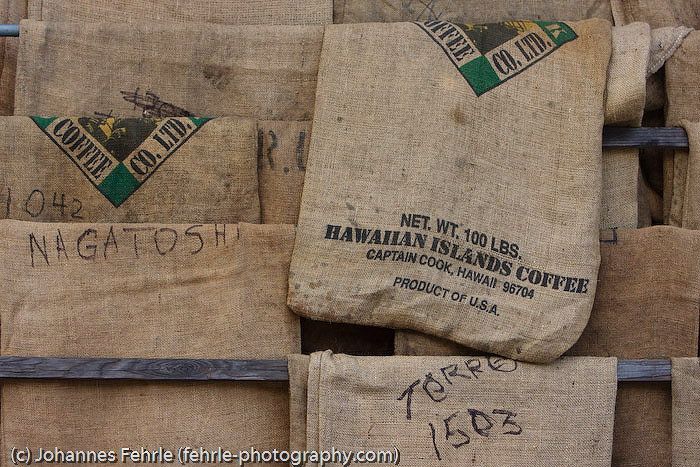 COFFEE CO. LTD.
K
COFFEE CO. LTD.
R.
1042
NAGATOSHI
NET. WT. 100 LBS.
HAWAIIAN ISLANDS COFFEE
CAPTAIN COOK, HAWAII 96704
PRODUCT OF U.S.A.
TORRO
1503
(c) Johannes Fehrle (fehrle-photography.com)